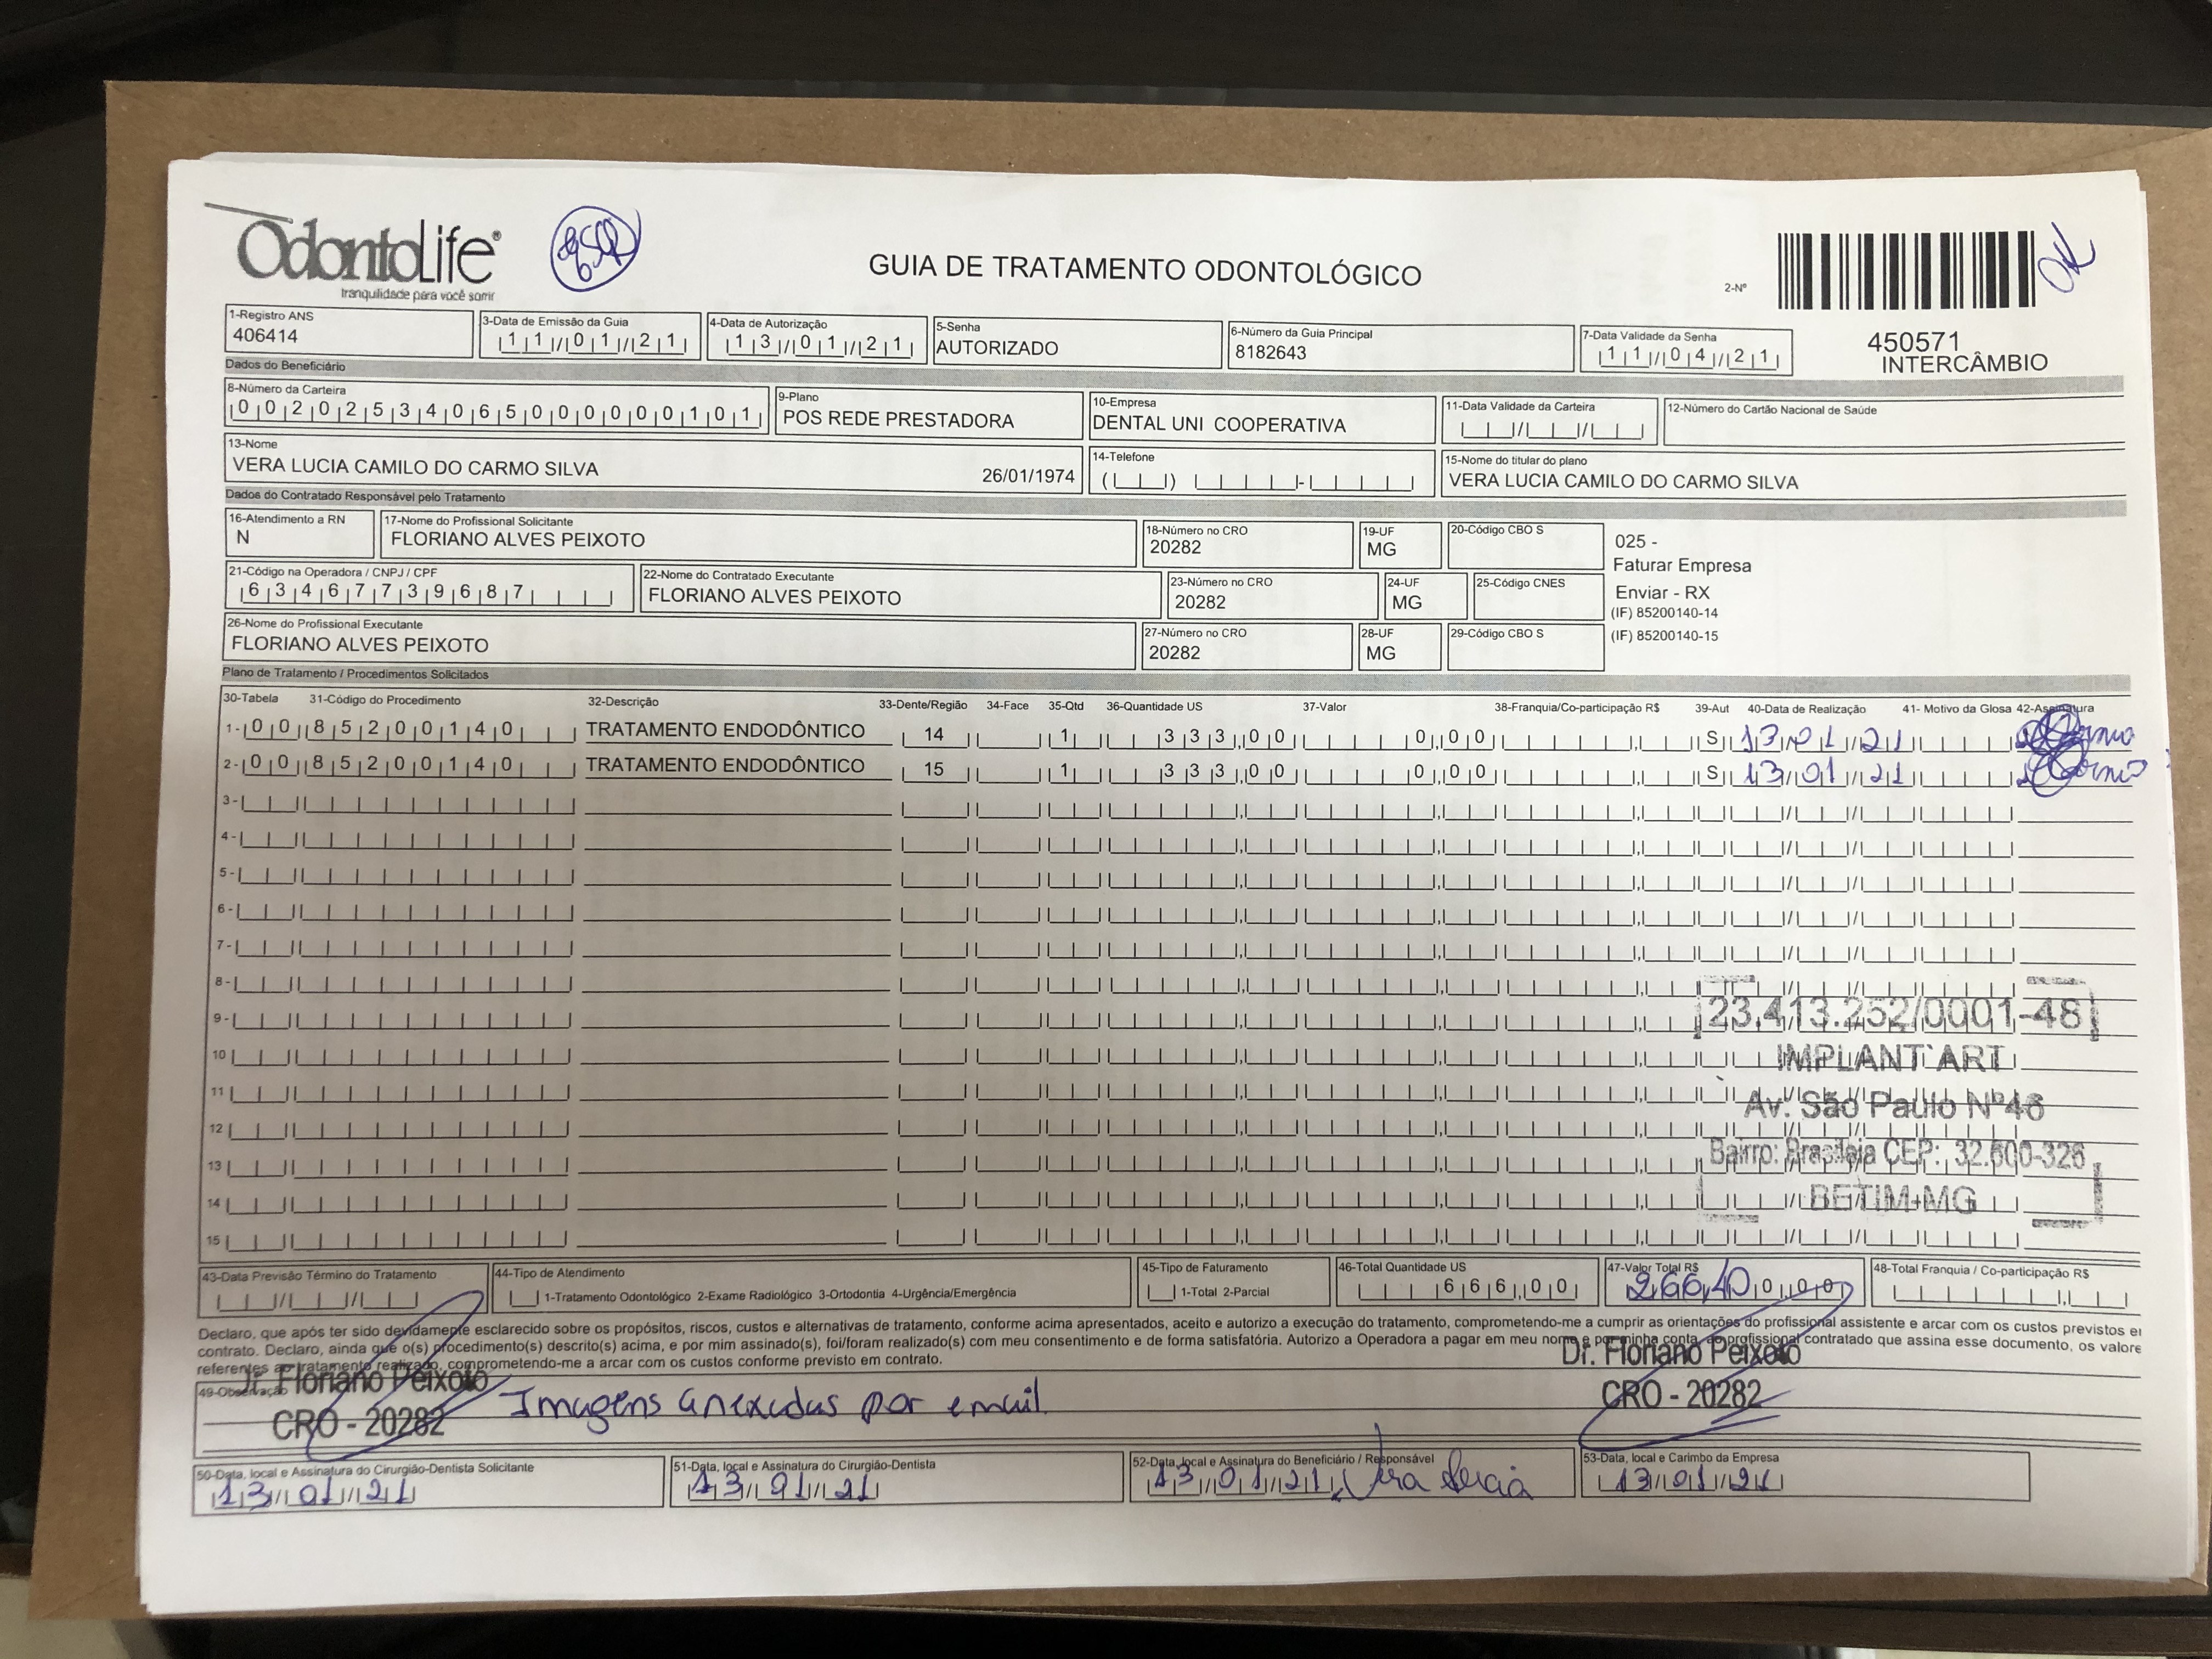 OdontoLife®
tranquilidade para você sorrir
GUIA DE TRATAMENTO ODONTOLÓGICO
2-Nº
OK
450571
INTERCÂMBIO
1-Registro ANS
406414
3-Data de Emissão da Guia
11/01/21
4-Data de Autorização
13/01/21
5-Senha
AUTORIZADO
6-Número da Guia Principal
8182643
7-Data Validade da Senha
11/04/21
Dados do Beneficiário
8-Número da Carteira
00202534065000000101
9-Plano
POS REDE PRESTADORA
10-Empresa
DENTAL UNI COOPERATIVA
11-Data Validade da Carteira
12-Número do Cartão Nacional de Saúde
13-Nome
VERA LUCIA CAMILO DO CARMO SILVA 26/01/1974
14-Telefone
15-Nome do titular do plano
VERA LUCIA CAMILO DO CARMO SILVA
Dados do Contratado Responsável pelo Tratamento
16-Atendimento a RN
N
17-Nome do Profissional Solicitante
FLORIANO ALVES PEIXOTO
18-Número no CRO
20282
19-UF
MG
20-Código CBO S
025 -
Faturar Empresa
Enviar - RX
(IF) 85200140-14
(IF) 85200140-15
21-Código na Operadora / CNPJ / CPF
63467739687
22-Nome do Contratado Executante
FLORIANO ALVES PEIXOTO
23-Número no CRO
20282
24-UF
MG
25-Código CNES
26-Nome do Profissional Executante
FLORIANO ALVES PEIXOTO
27-Número no CRO
20282
28-UF
MG
29-Código CBO S
Plano de Tratamento / Procedimentos Solicitados
30-Tabela 31-Código do Procedimento 32-Descrição 33-Dente/Região 34-Face 35-Qtd 36-Quantidade US 37-Valor 38-Franquia/Co-participação R$ 39-Aut 40-Data de Realização 41- Motivo da Glosa 42-Assinatura
1- 00 85200140 TRATAMENTO ENDODÔNTICO 14 1 333,00 0,00 S 13/01/21
2- 00 85200140 TRATAMENTO ENDODÔNTICO 15 1 333,00 0,00 S 13/01/21
3-
4-
5-
6-
7-
8-
9-
10
11
12
13
14
15
23.413.252/0001-48
IMPLANT'ART
Av. São Paulo Nº46
Bairro: Brasileia CEP: 32.600-326
BETIM-MG
43-Data Previsão Término do Tratamento
44-Tipo de Atendimento
1-Tratamento Odontológico 2-Exame Radiológico 3-Ortodontia 4-Urgência/Emergência
45-Tipo de Faturamento
1-Total 2-Parcial
46-Total Quantidade US
666,00
47-Valor Total R$
266,40 0,00
48-Total Franquia / Co-participação R$
Declaro, que após ter sido devidamente esclarecido sobre os propósitos, riscos, custos e alternativas de tratamento, conforme acima apresentados, aceito e autorizo a execução do tratamento, comprometendo-me a cumprir as orientações do profissional assistente e arcar com os custos previstos e
contrato. Declaro, ainda que o(s) procedimento(s) descrito(s) acima, e por mim assinado(s), foi/foram realizado(s) com meu consentimento e de forma satisfatória. Autorizo a Operadora a pagar em meu nome e por minha conta, ao profissional contratado que assina esse documento, os valore
referentes ao tratamento realizado, comprometendo-me a arcar com os custos conforme previsto em contrato.
49-Observação
Dr. Floriano Peixoto
CRO - 20282
Imagens anexadas por email
Dr. Floriano Peixoto
CRO - 20282
50-Data, local e Assinatura do Cirurgião-Dentista Solicitante
13/01/21
51-Data, local e Assinatura do Cirurgião-Dentista
13/01/21
52-Data, local e Assinatura do Beneficiário / Responsável
13/01/21 Vera Lucia
53-Data, local e Carimbo da Empresa
13/01/21